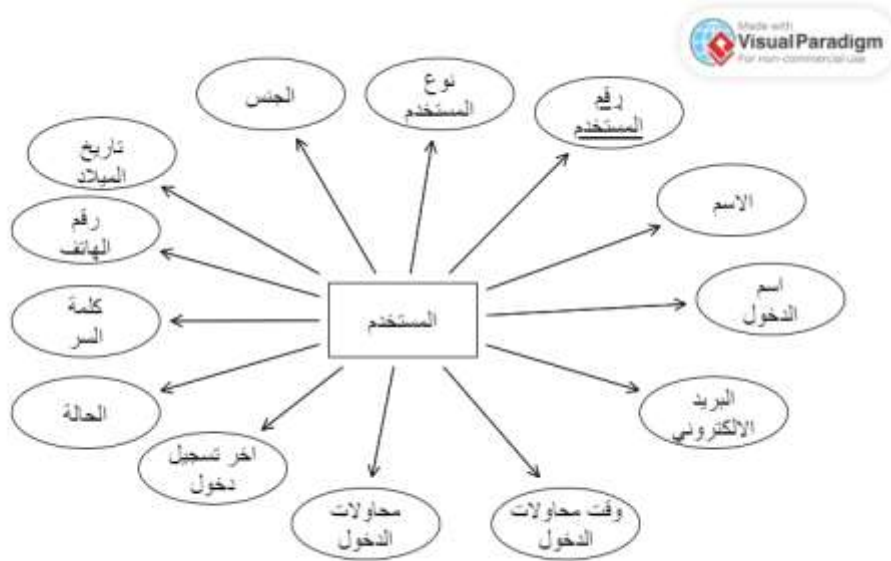 Made with
Visual Paradigm
For non-commercial use
رقم
المستخدم
نوع
المستخدم
الجنس
تاريخ
الميلاد
رقم
الهاتف
كلمة
السر
الحالة
اخر تسجيل
دخول
محاولات
الدخول
وقت محاولات
الدخول
البريد
الالكتروني
اسم
الدخول
الاسم
المستخدم